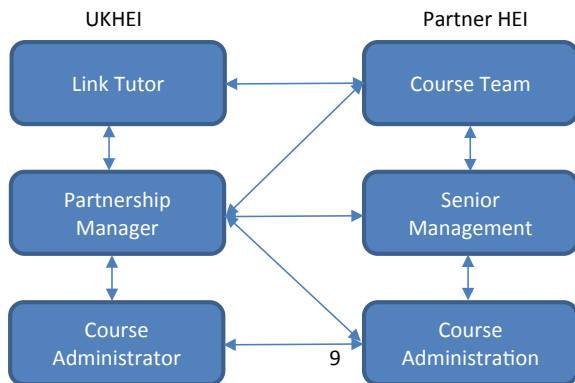 UKHEI
Partner HEI
Link Tutor
Course Team
Partnership
Manager
Senior
Management
Course
Administrator
9
Course
Administration